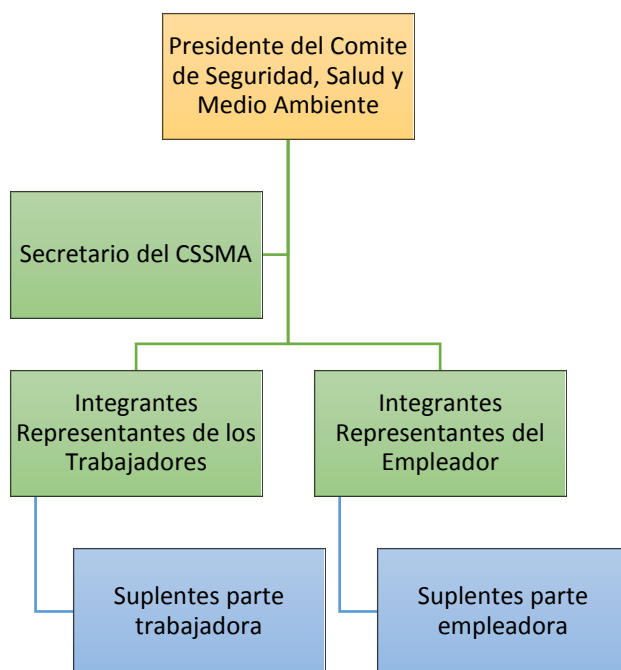 Presidente del Comite
de Seguridad, Salud y
Medio Ambiente
Secretario del CSSMA
Integrantes
Representantes de los
Trabajadores
Integrantes
Representantes del
Empleador
Suplentes parte
trabajadora
Suplentes parte
empleadora